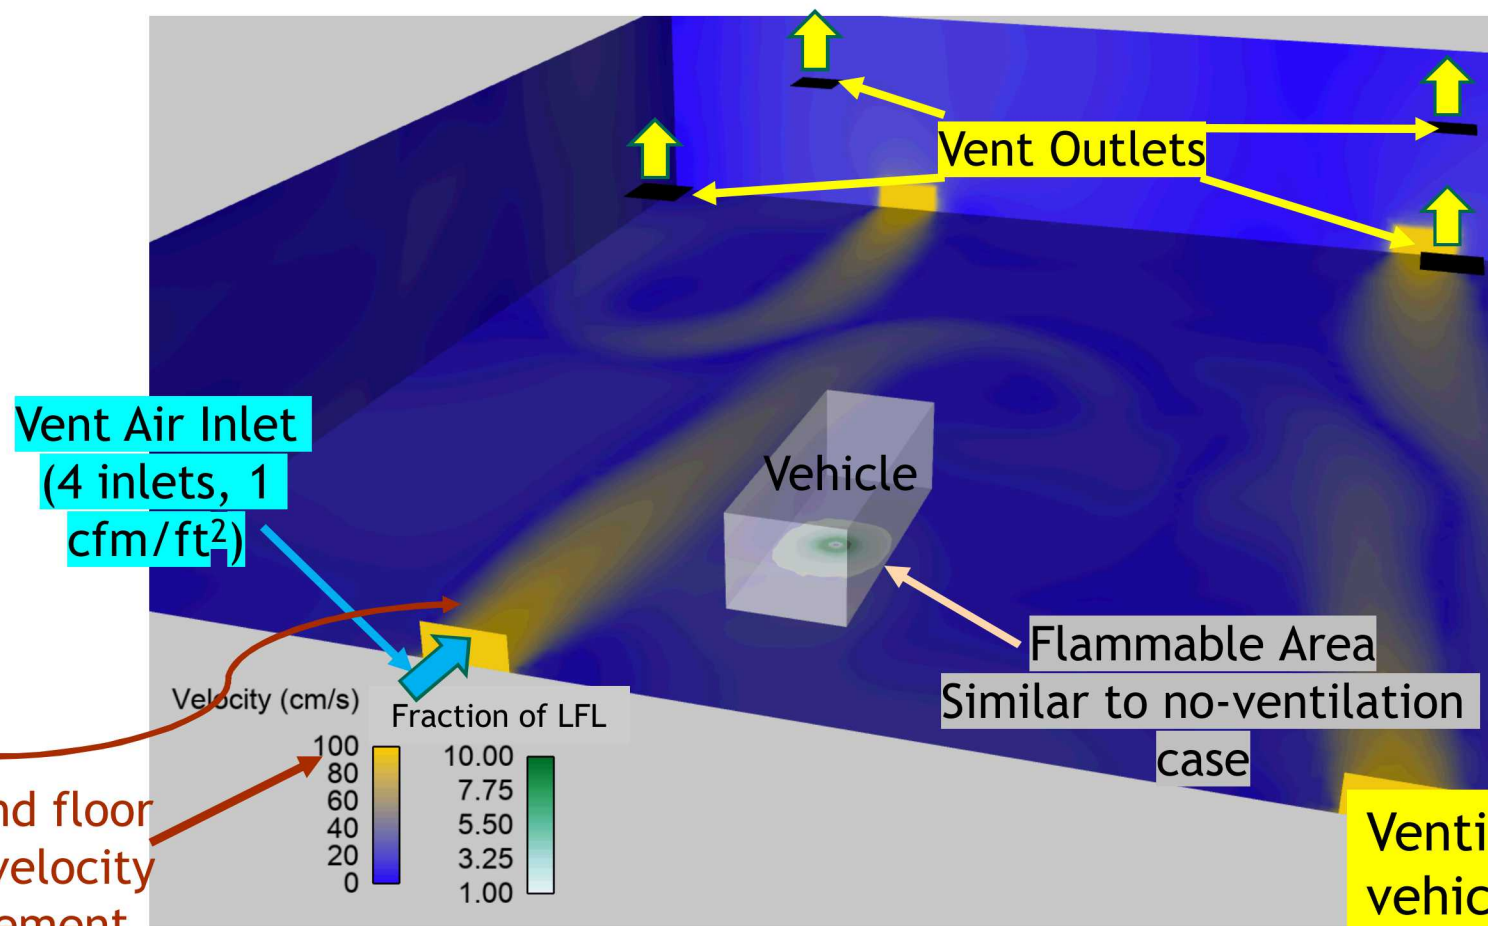 Vent Outlets
Vent Air Inlet
(4 inlets, 1
cfm/ft²)
Vehicle
Flammable Area
Similar to no-ventilation
case
Velocity (cm/s)
100
80
60
40
20
0
Fraction of LFL
10.00
7.75
5.50
3.25
1.00
floor
velocity